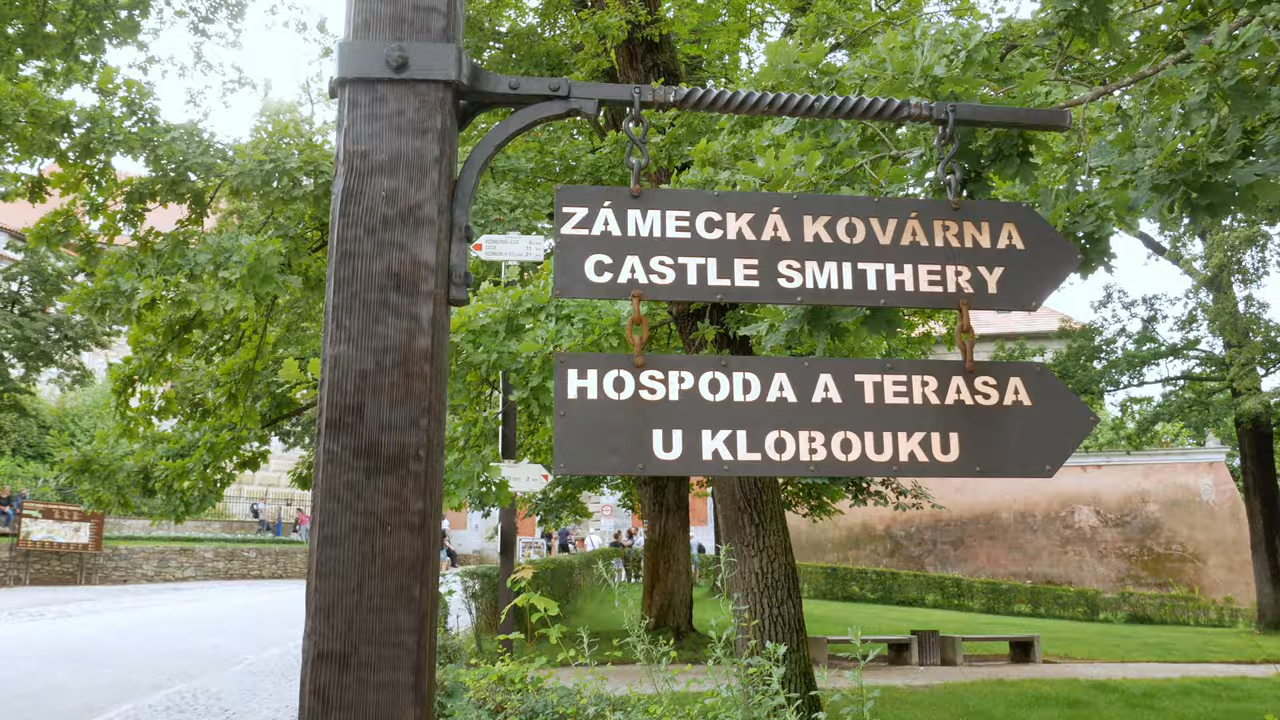 ZÁMECKÁ KOVÁRNA
CASTLE SMITHERY
HOSPODA A TERASA
U KLOBOUKU